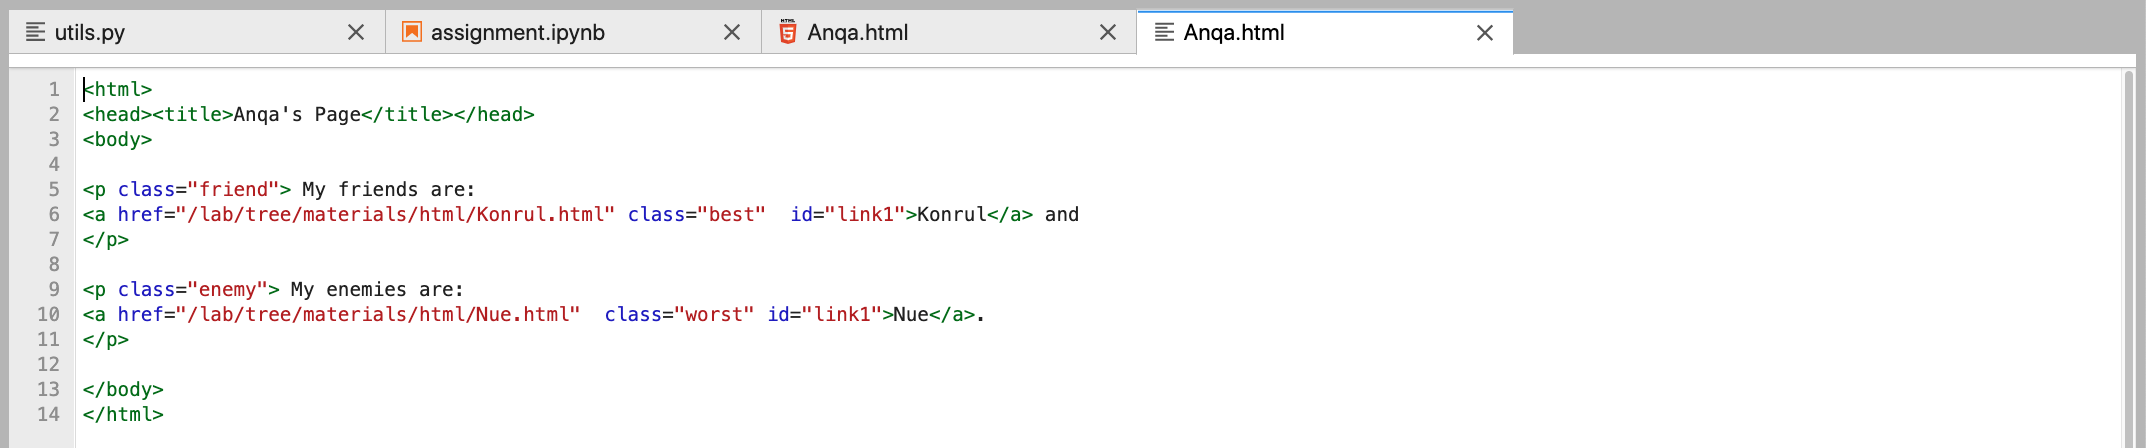 utils.py assignment.ipynb HTML Anqa.html Anqa.html
1 <html>
2 <head><title>Anqa's Page</title></head>
3 <body>
4
5 <p class="friend"> My friends are:
6 <a href="/lab/tree/materials/html/Konrul.html" class="best"  id="link1">Konrul</a> and
7 </p>
8
9 <p class="enemy"> My enemies are:
10 <a href="/lab/tree/materials/html/Nue.html"  class="worst" id="link1">Nue</a>.
11 </p>
12
13 </body>
14 </html>